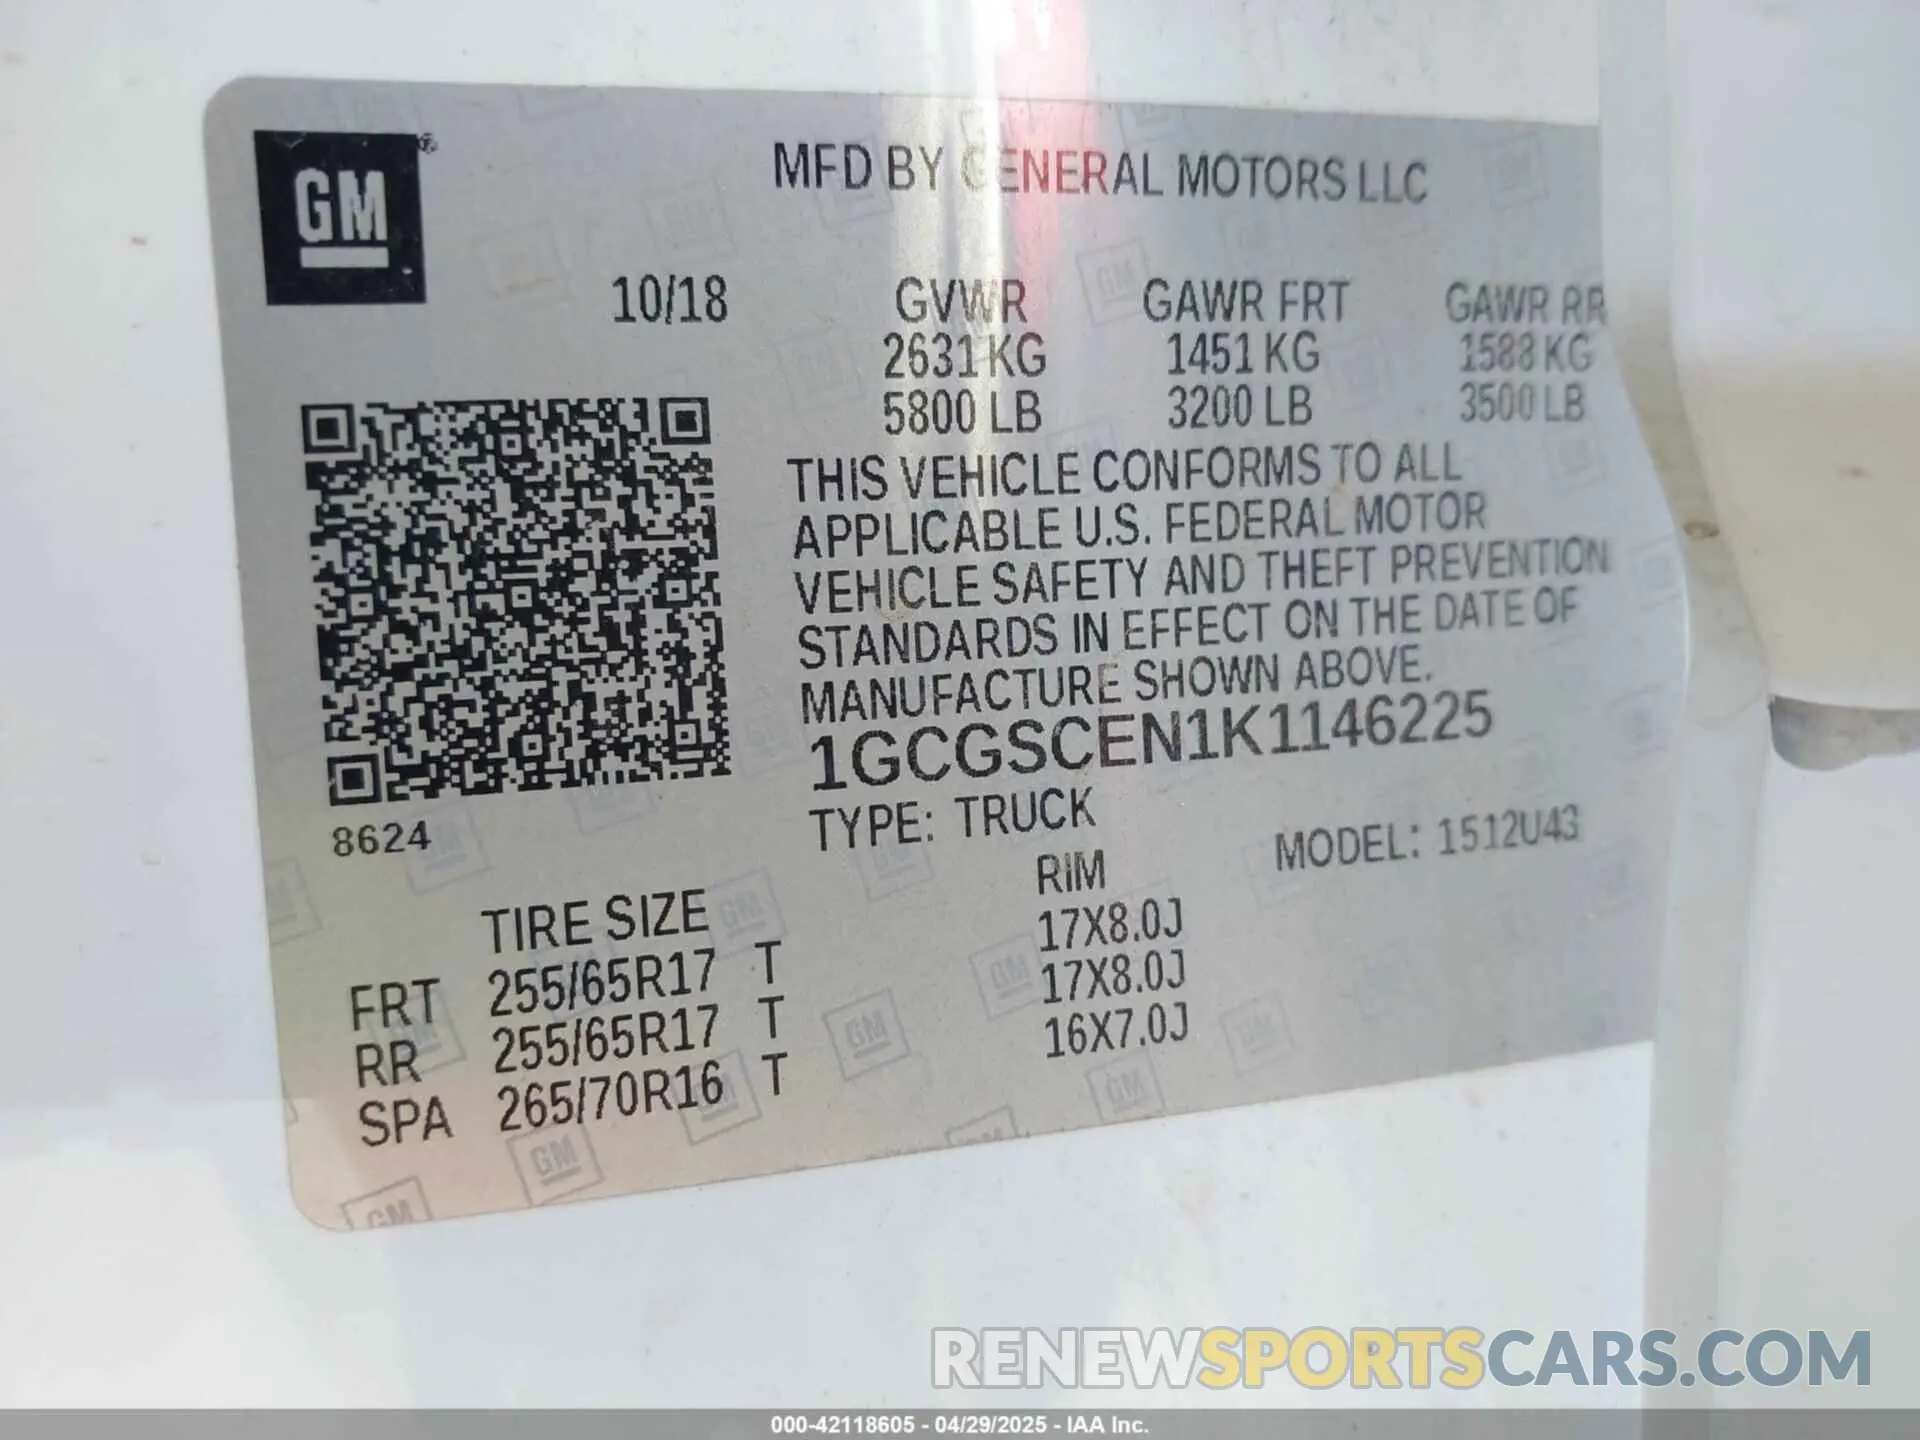 GM®
MFD BY GENERAL MOTORS LLC
10/18 GVWR GAWR FRT GAWR RR
2631 KG 1451 KG 1588 KG
5800 LB 3200 LB 3500 LB
THIS VEHICLE CONFORMS TO ALL
APPLICABLE U.S. FEDERAL MOTOR
VEHICLE SAFETY AND THEFT PREVENTION
STANDARDS IN EFFECT ON THE DATE OF
MANUFACTURE SHOWN ABOVE.
1GCGSCEN1K1146225
8624
TYPE: TRUCK MODEL: 1512U43
TIRE SIZE RIM
FRT 255/65R17 T 17X8.0J
RR 255/65R17 T 17X8.0J
SPA 265/70R16 T 16X7.0J
RENEWSPORTSCARS.COM
000-42118605 - 04/29/2025 - IAA Inc.